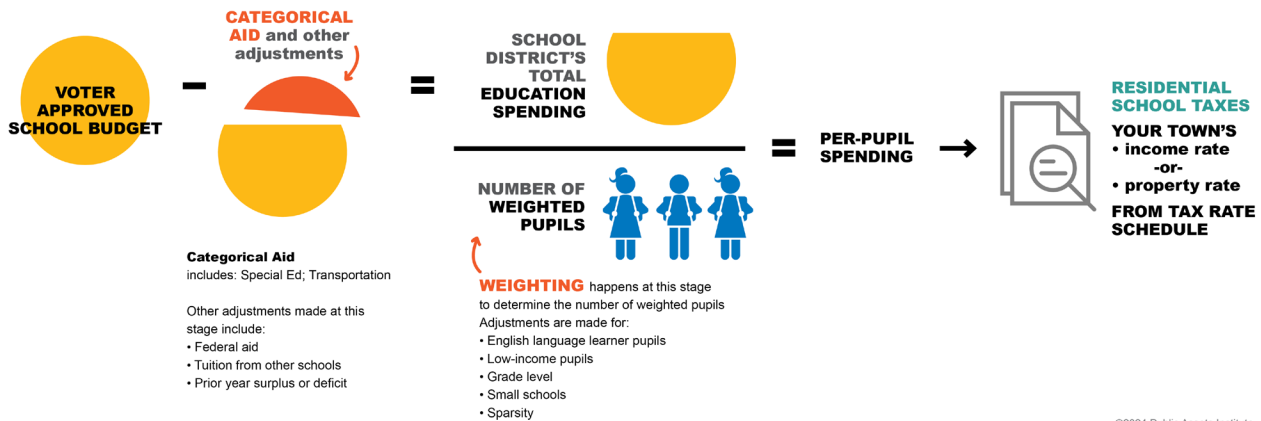 VOTER
APPROVED
SCHOOL BUDGET
−
CATEGORICAL
AID and other
adjustments
=
SCHOOL
DISTRICT'S
TOTAL
EDUCATION
SPENDING
NUMBER OF
WEIGHTED
PUPILS
=
PER-PUPIL
SPENDING
RESIDENTIAL
SCHOOL TAXES
YOUR TOWN'S
• income rate
-or-
• property rate
FROM TAX RATE
SCHEDULE
Categorical Aid
includes: Special Ed; Transportation
Other adjustments made at this
stage include:
• Federal aid
• Tuition from other schools
• Prior year surplus or deficit
WEIGHTING happens at this stage
to determine the number of weighted pupils
Adjustments are made for:
• English language learner pupils
• Low-income pupils
• Grade level
• Small schools
• Sparsity